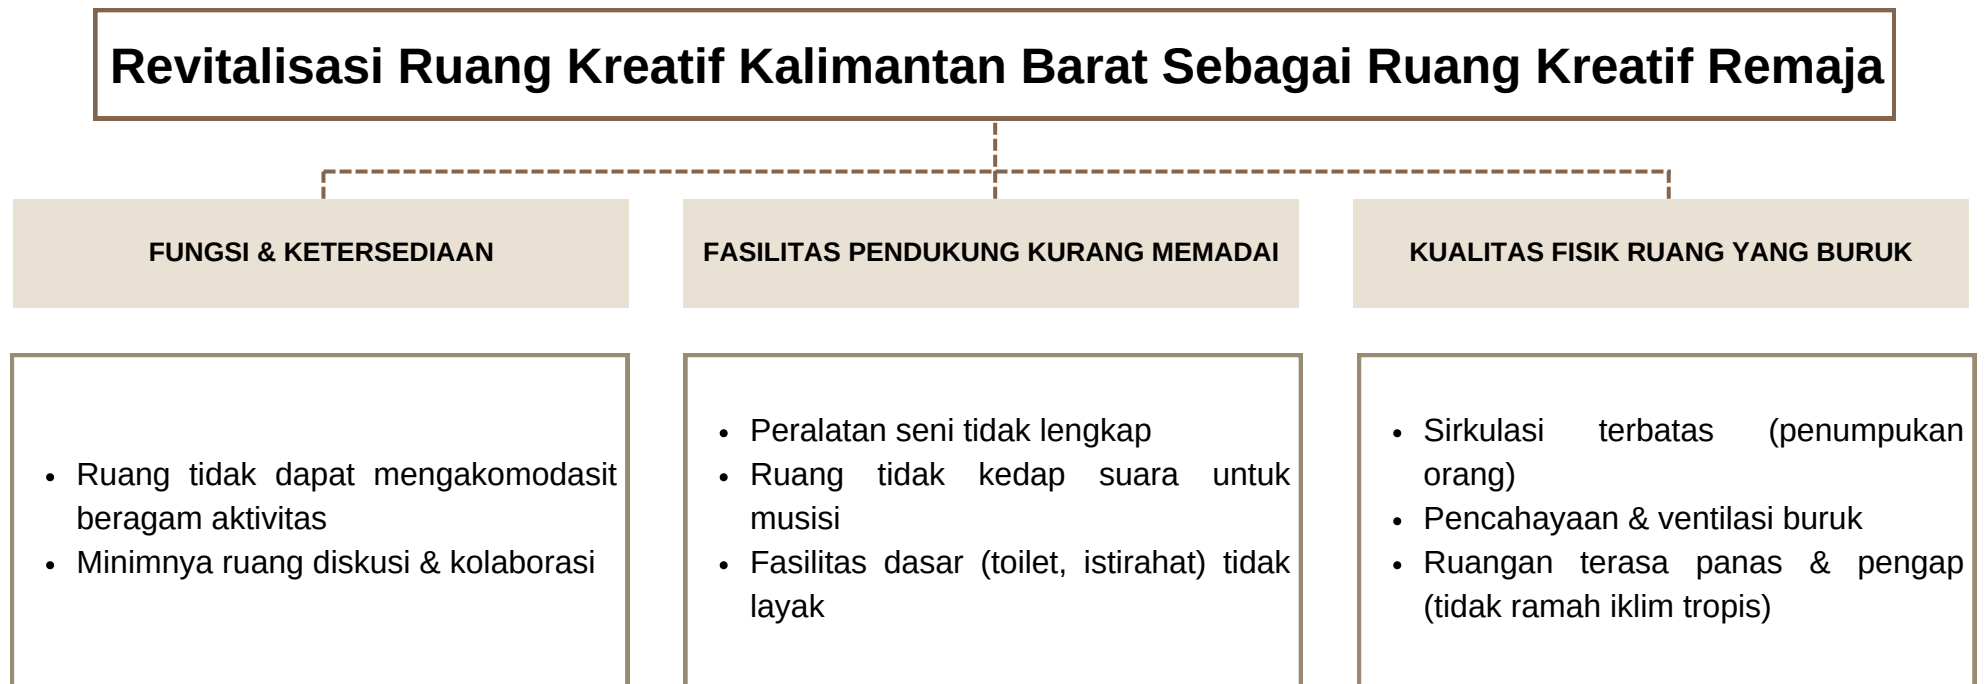 Revitalisasi Ruang Kreatif Kalimantan Barat Sebagai Ruang Kreatif Remaja
FUNGSI & KETERSEDIAAN
FASILITAS PENDUKUNG KURANG MEMADAI
KUALITAS FISIK RUANG YANG BURUK
• Ruang tidak dapat mengakomodasit
beragam aktivitas
• Minimnya ruang diskusi & kolaborasi
• Peralatan seni tidak lengkap
• Ruang tidak kedap suara untuk
musisi
• Fasilitas dasar (toilet, istirahat) tidak
layak
• Sirkulasi terbatas (penumpukan
orang)
• Pencahayaan & ventilasi buruk
• Ruangan terasa panas & pengap
(tidak ramah iklim tropis)